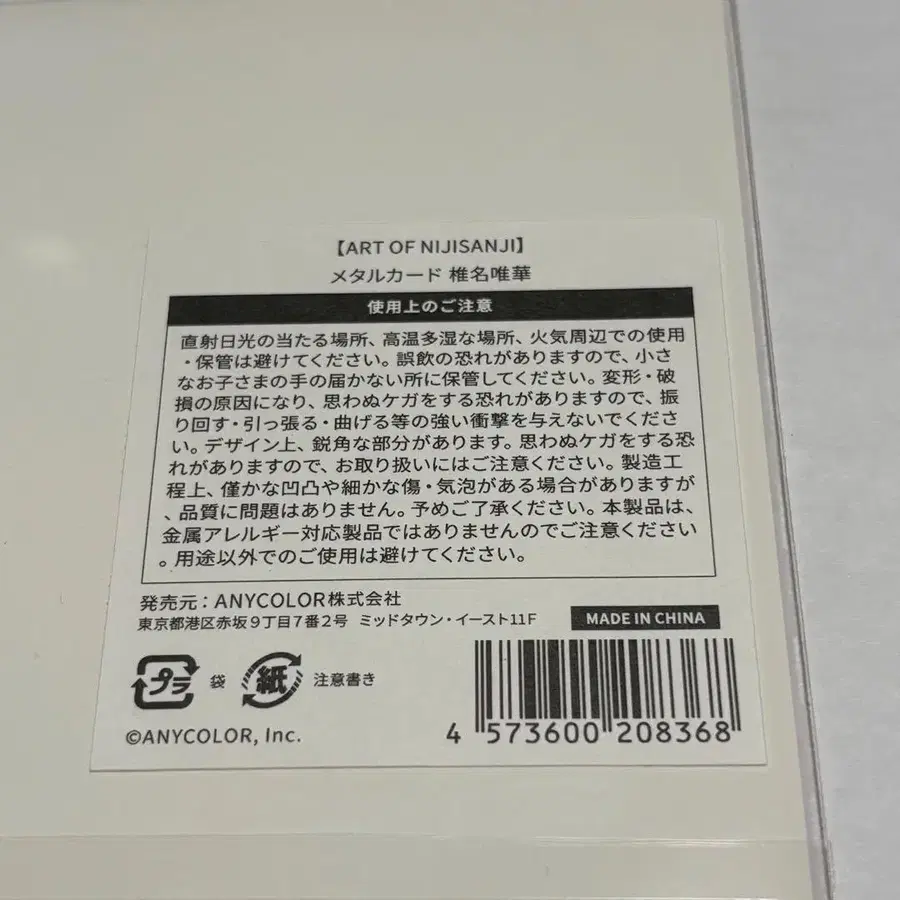 【ART OF NIJISANJI】
メタルカード 椎名唯華
使用上のご注意
直射日光の当たる場所、高温多湿な場所、火気周辺での使用
・保管は避けてください。誤飲の恐れがありますので、小さ
なお子さまの手の届かない所に保管してください。変形・破
損の原因になり、思わぬケガをする恐れがありますので、振
り回す・引っ張る・曲げる等の強い衝撃を与えないでくださ
い。デザイン上、鋭角な部分があります。思わぬケガをする恐
れがありますので、お取り扱いにはご注意ください。製造工
程上、僅かな凹凸や細かな傷・気泡がある場合がありますが
、品質に問題はありません。予めご了承ください。本製品は、
金属アレルギー対応製品ではありませんのでご注意ください
。用途以外でのご使用は避けてください。
発売元：ANYCOLOR株式会社
東京都港区赤坂9丁目7番2号 ミッドタウン・イースト11F
MADE IN CHINA
プラ 袋 紙 注意書き
©ANYCOLOR, Inc.
4 573600 208368